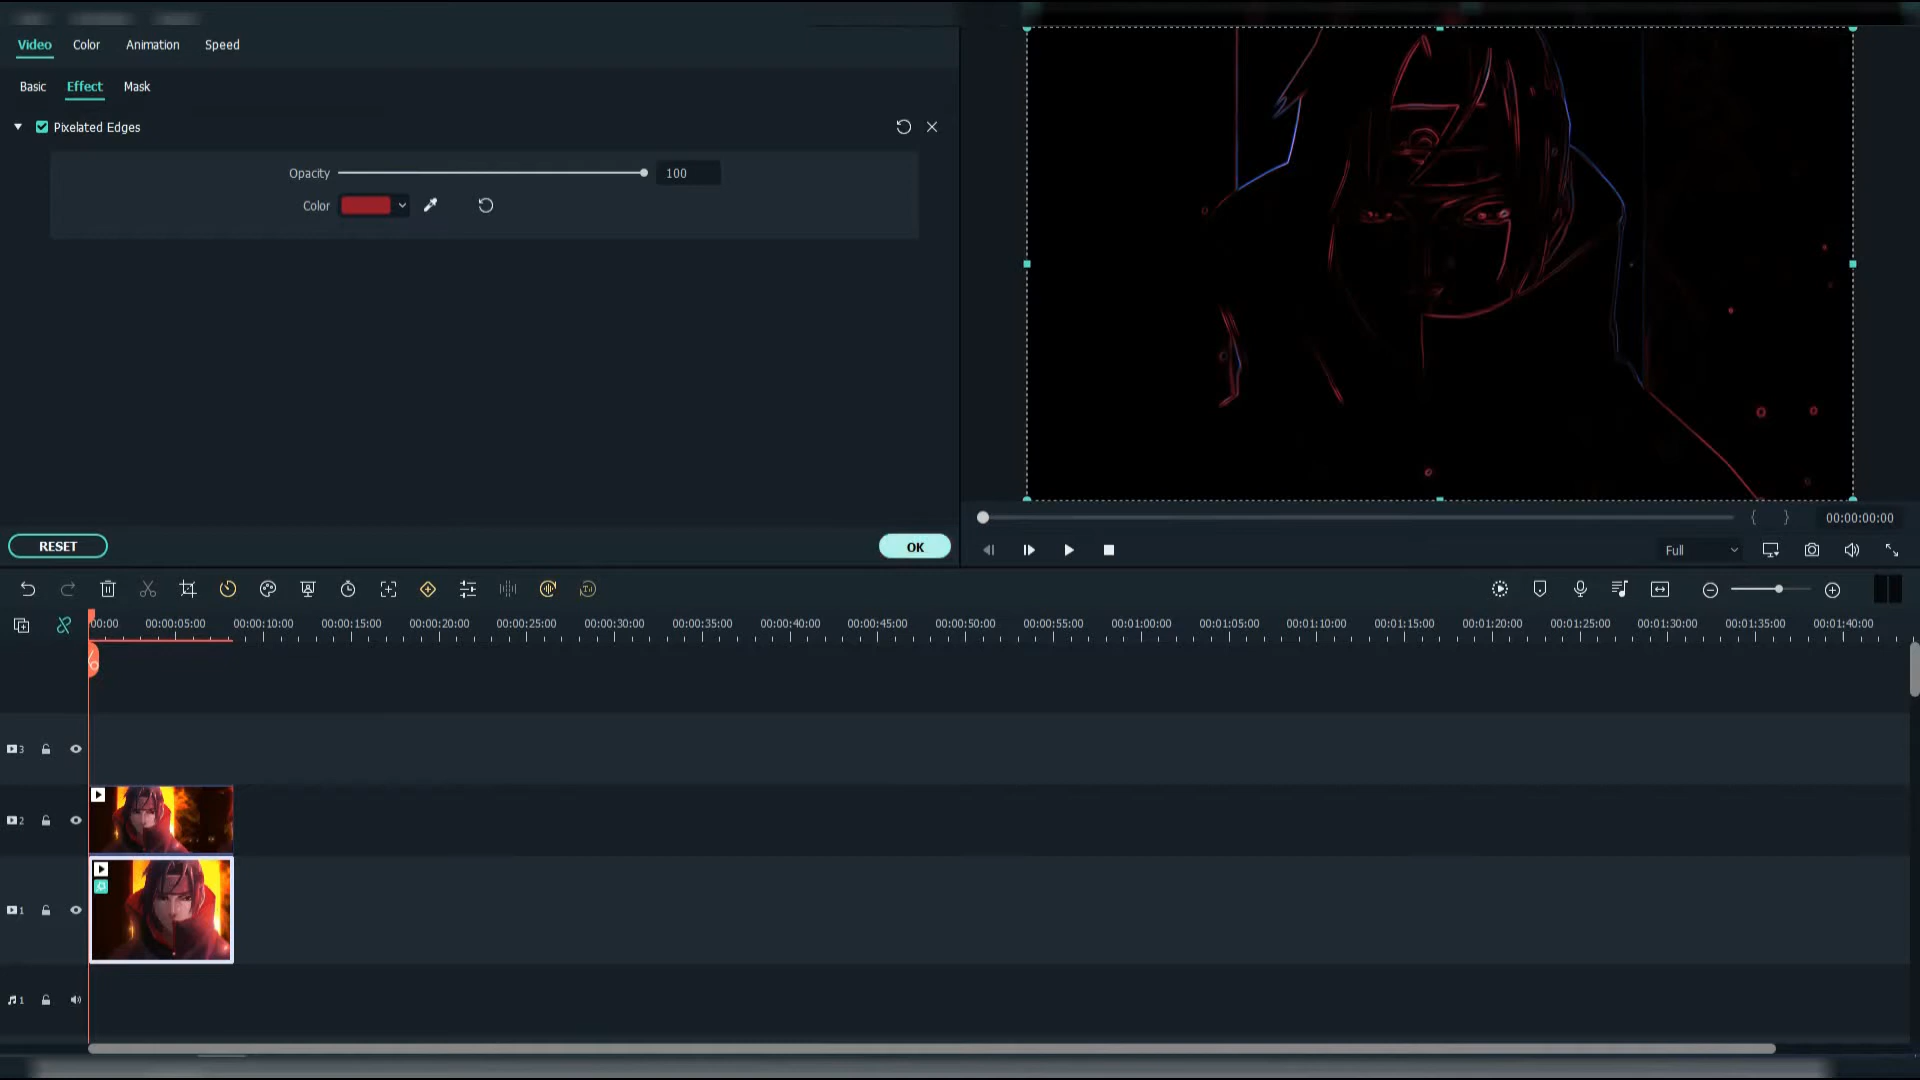 Video Color Animation Speed
Basic Effect Mask
Pixelated Edges
Opacity 100
Color
{ } 00:00:00:00
RESET OK
Full
00:00 00:00:05:00 00:00:10:00 00:00:15:00 00:00:20:00 00:00:25:00 00:00:30:00 00:00:35:00 00:00:40:00 00:00:45:00 00:00:50:00 00:00:55:00 00:01:00:00 00:01:05:00 00:01:10:00 00:01:15:00 00:01:20:00 00:01:25:00 00:01:30:00 00:01:35:00 00:01:40:00
3
2
1
1